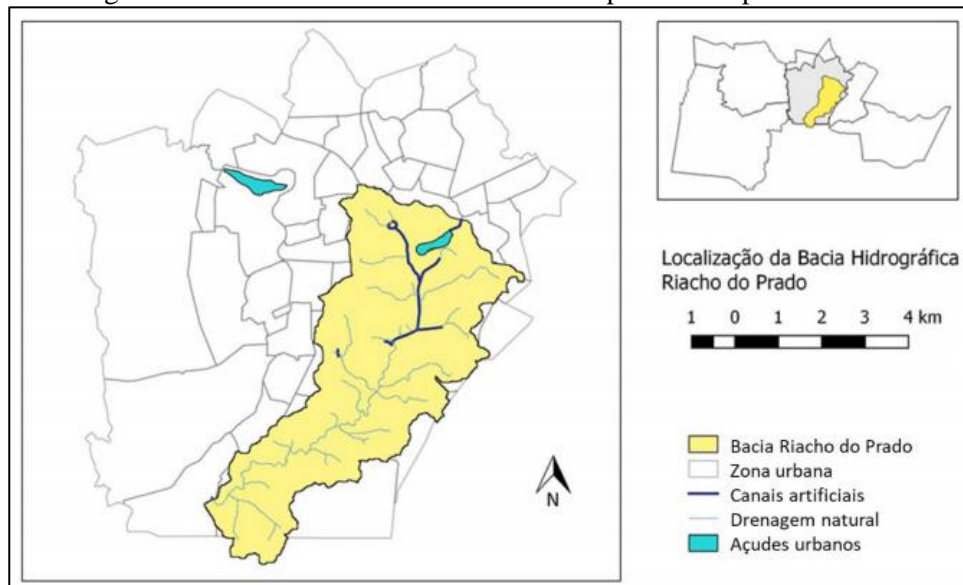 Localização da Bacia Hidrográfica
Riacho do Prado
1 0 1 2 3 4 km
Bacia Riacho do Prado
Zona urbana
Canais artificiais
Drenagem natural
Açudes urbanos
N